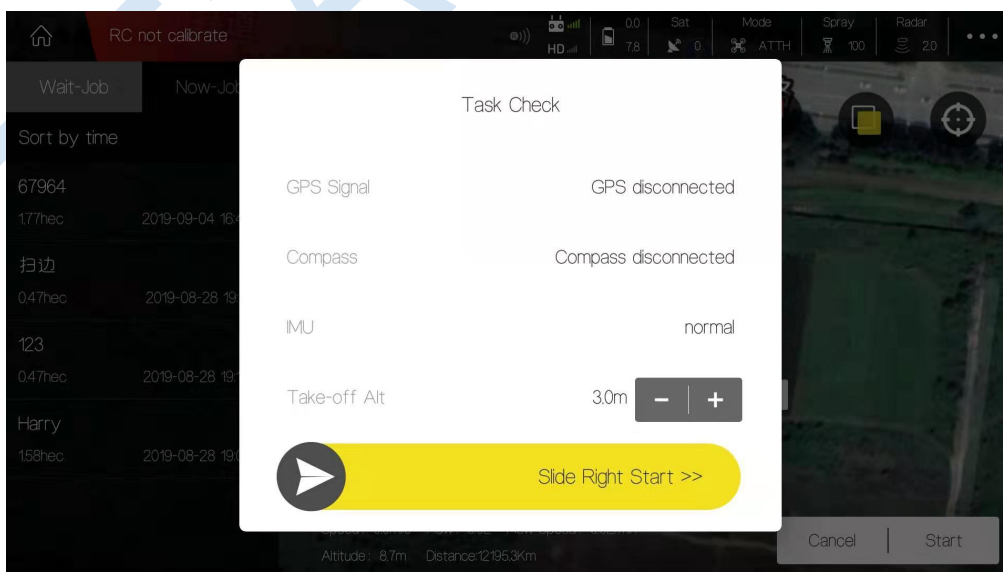 RC not calibrate
HD
0.0
7.8
Sat
0
Mode
ATTH
Spray
100
Radar
2.0
Wait-Job
Now-Job
Sort by time
67964
1.77hec 2019-09-04 16:4
扫边
0.47hec 2019-08-28 19:
123
0.47hec 2019-08-28 19:1
Harry
1.58hec 2019-08-28 19:0
Task Check
GPS Signal GPS disconnected
Compass Compass disconnected
IMU normal
Take-off Alt 3.0m − +
Slide Right Start >>
Altitude: 8.7m Distance:12195.3Km
Cancel Start